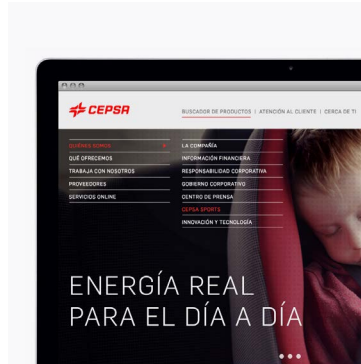 CEPSA
BUSCADOR DE PRODUCTOS | ATENCIÓN AL CLIENTE | CERCA DE TI
QUIÉNES SOMOS
QUÉ OFRECEMOS
TRABAJA CON NOSOTROS
PROVEEDORES
SERVICIOS ONLINE
LA COMPAÑÍA
INFORMACIÓN FINANCIERA
RESPONSABILIDAD CORPORATIVA
GOBIERNO CORPORATIVO
CENTRO DE PRENSA
CEPSA SPORTS
INNOVACIÓN Y TECNOLOGÍA
ENERGÍA REAL
PARA EL DÍA A DÍA